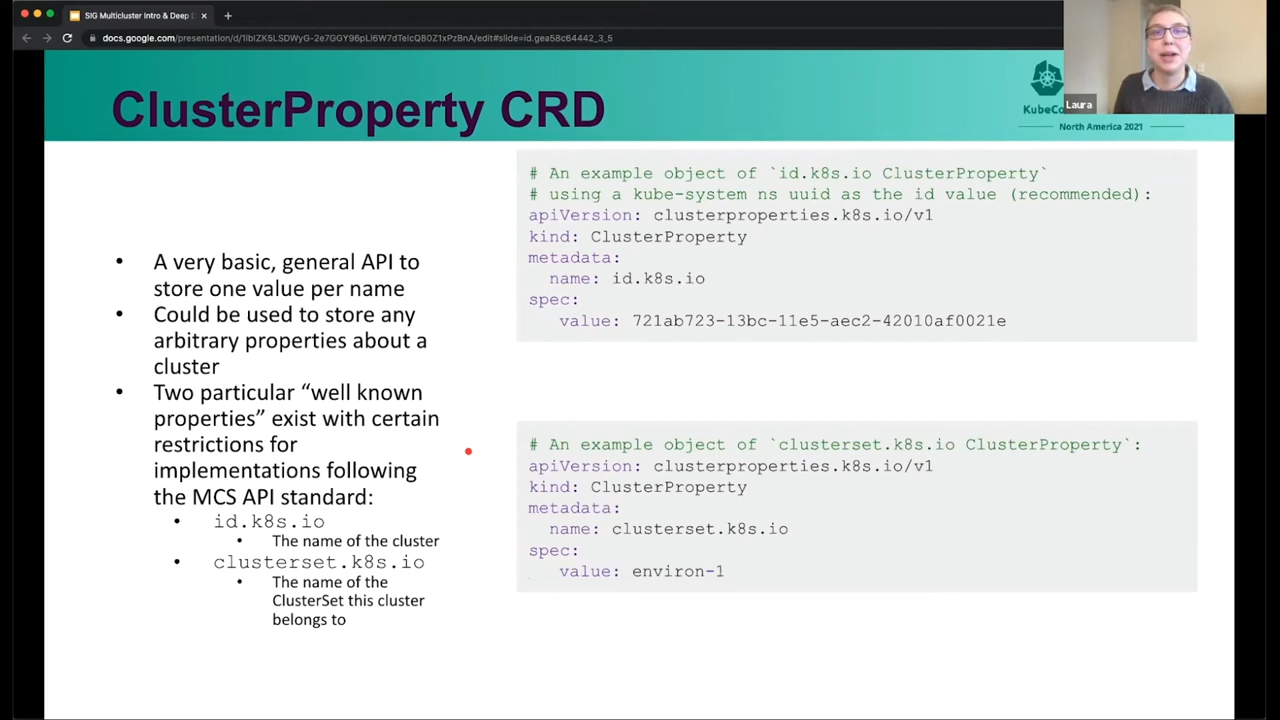 SIG Multicluster Intro & Deep
docs.google.com/presentation/d/1lblZK5LSDWyG-2e7GGY96pLI6W7dTelcQ80Z1xPzBnA/edit#slide=id.gea58c64442_3_5
ClusterProperty CRD
Laura
KubeCo
North America 2021
• A very basic, general API to
store one value per name
• Could be used to store any
arbitrary properties about a
cluster
• Two particular “well known
properties” exist with certain
restrictions for
implementations following
the MCS API standard:
• id.k8s.io
• The name of the cluster
• clusterset.k8s.io
• The name of the
ClusterSet this cluster
belongs to
# An example object of `id.k8s.io ClusterProperty`
# using a kube-system ns uuid as the id value (recommended):
apiVersion: clusterproperties.k8s.io/v1
kind: ClusterProperty
metadata:
name: id.k8s.io
spec:
value: 721ab723-13bc-11e5-aec2-42010af0021e
# An example object of `clusterset.k8s.io ClusterProperty`:
apiVersion: clusterproperties.k8s.io/v1
kind: ClusterProperty
metadata:
name: clusterset.k8s.io
spec:
value: environ-1